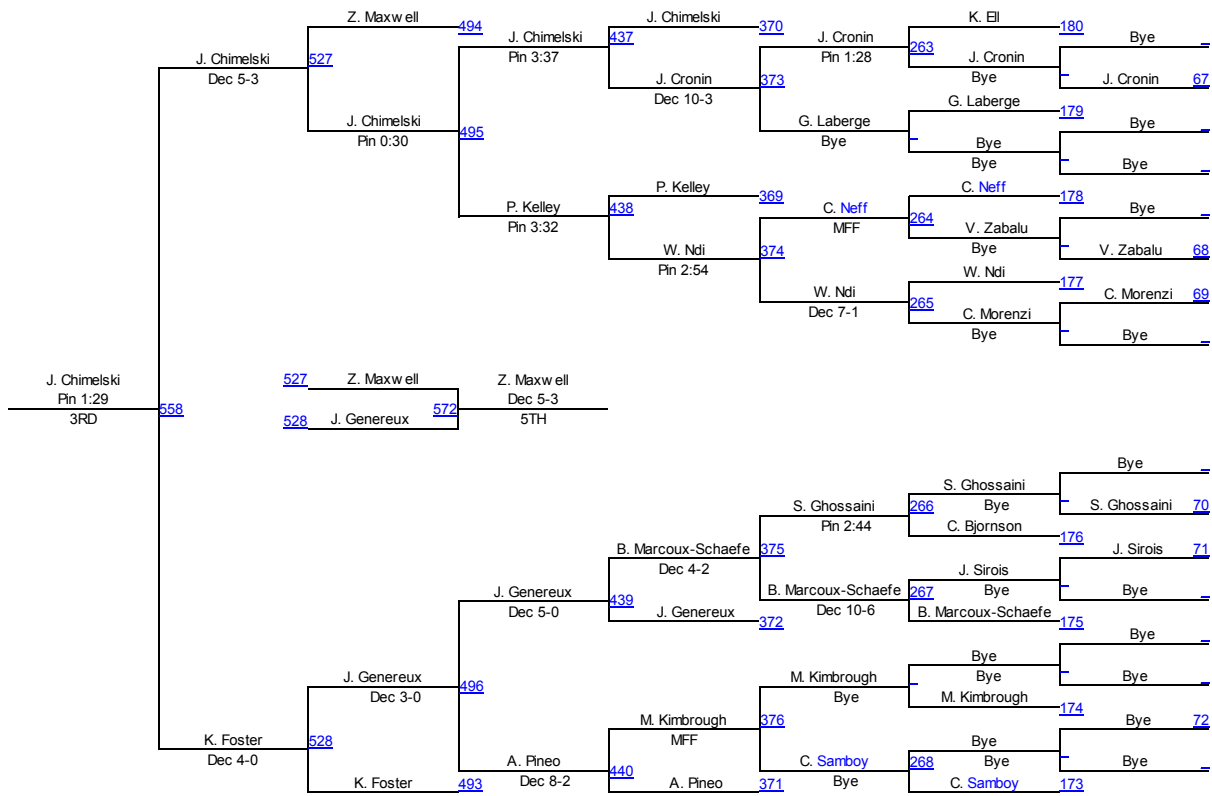 Z. Maxwell 494 J. Chimelski 370 K. Ell 180
J. Chimelski 437 J. Cronin Bye _
J. Chimelski 527 Pin 3:37 Pin 1:28 263 J. Cronin
Dec 5-3 J. Cronin 373 Bye _ J. Cronin 67
Dec 10-3 G. Laberge 179
J. Chimelski 495 G. Laberge Bye _
Pin 0:30 Bye _ Bye
Bye _ Bye _
P. Kelley 369 C. Neff 178
P. Kelley 438 C. Neff 264 Bye _
Pin 3:32 MFF V. Zabalu
W. Ndi 374 Bye _ V. Zabalu 68
Pin 2:54 W. Ndi 177
W. Ndi 265 C. Morenzi 69
Dec 7-1 C. Morenzi
Bye _ Bye _
J. Chimelski 527 Z. Maxwell Z. Maxwell
Pin 1:29 Dec 5-3
3RD 558 528 J. Genereux 572 5TH
Bye _
S. Ghossaini
S. Ghossaini 266 Bye _ S. Ghossaini 70
Pin 2:44 C. Bjornson 176
B. Marcoux-Schaefe 375 J. Sirois 71
Dec 4-2 J. Sirois
J. Genereux B. Marcoux-Schaefe 267 Bye _ Bye _
Dec 5-0 439 J. Genereux 372 Dec 10-6 B. Marcoux-Schaefe 175
Bye _
Bye
J. Genereux 496 M. Kimbrough _ Bye _ Bye _
Dec 3-0 Bye M. Kimbrough 174
M. Kimbrough 376 Bye 72
K. Foster 528 MFF Bye
Dec 4-0 A. Pineo C. Samboy 268 Bye _ Bye _
K. Foster 493 Dec 8-2 440 A. Pineo 371 Bye C. Samboy 173